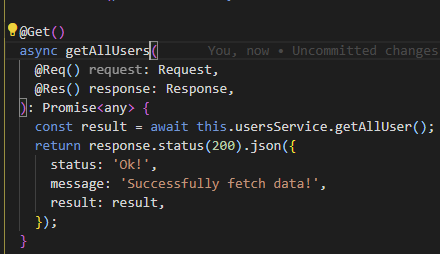 @Get()
async getAllUsers( You, now • Uncommitted changes
@Req() request: Request,
@Res() response: Response,
): Promise<any> {
const result = await this.usersService.getAllUser();
return response.status(200).json({
status: 'Ok!',
message: 'Successfully fetch data!',
result: result,
});
}